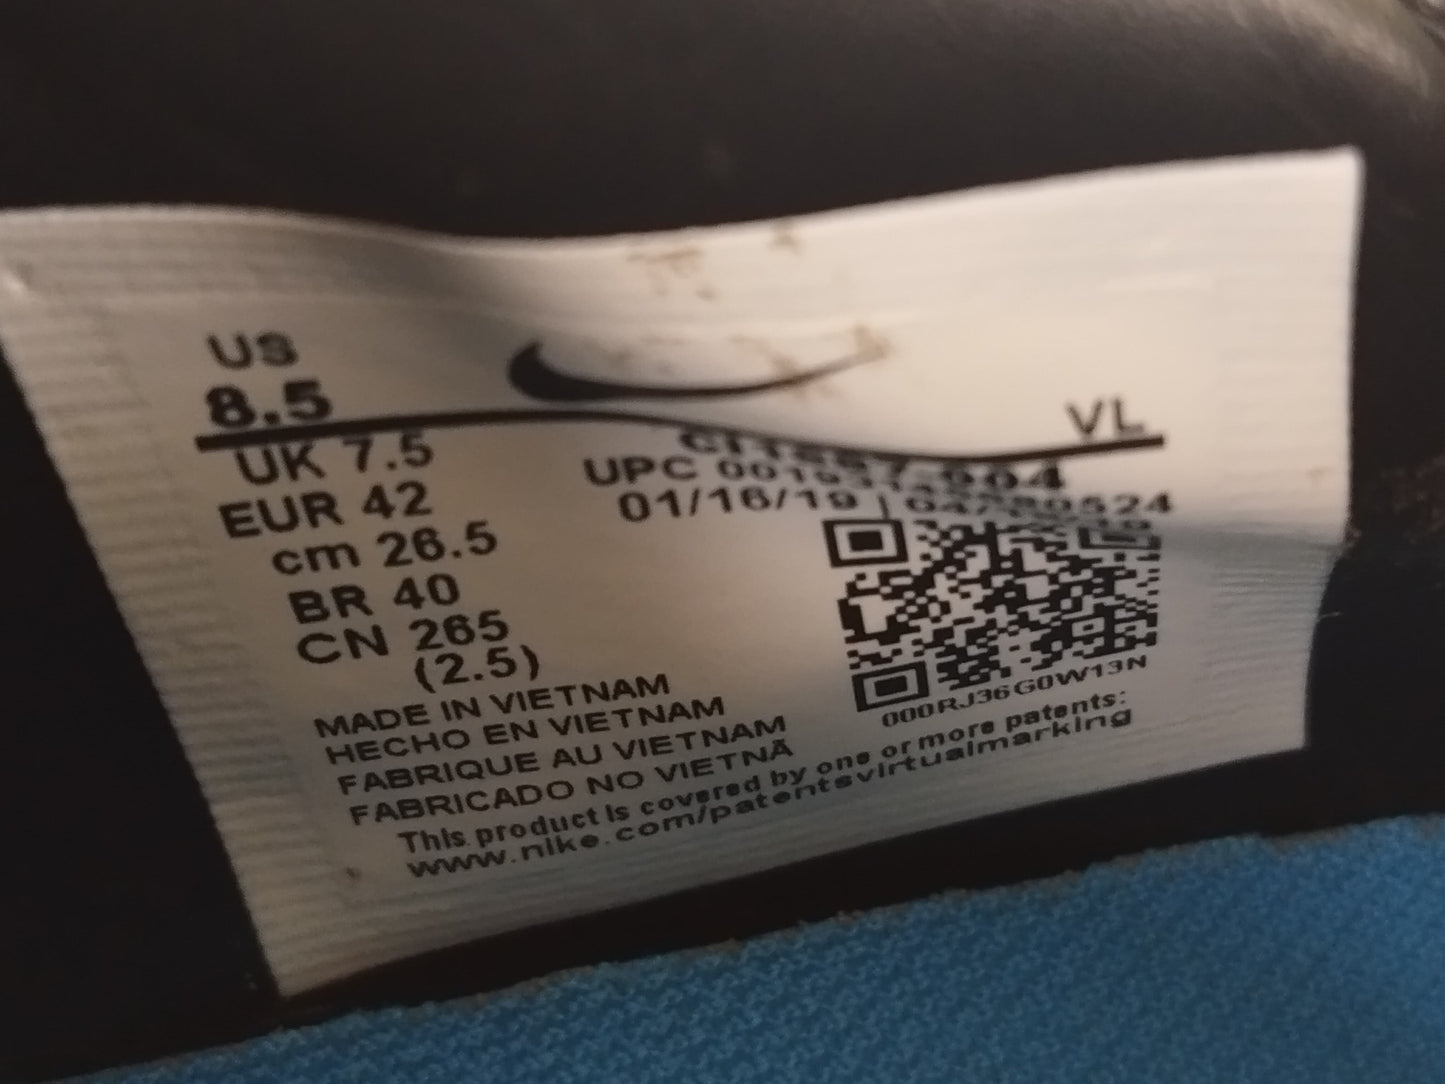 US
8.5
VL
UK 7.5
EUR 42
UPC
01/16/19 |
cm 26.5
BR 40
CN 265
(2.5)
000RJ36G0W13N
MADE IN VIETNAM
HECHO EN VIETNAM
FABRIQUE AU VIETNAM
FABRICADO NO VIETNÃ
This product is covered by one or more patents:
www.nike.com/patentsvirtualmarking